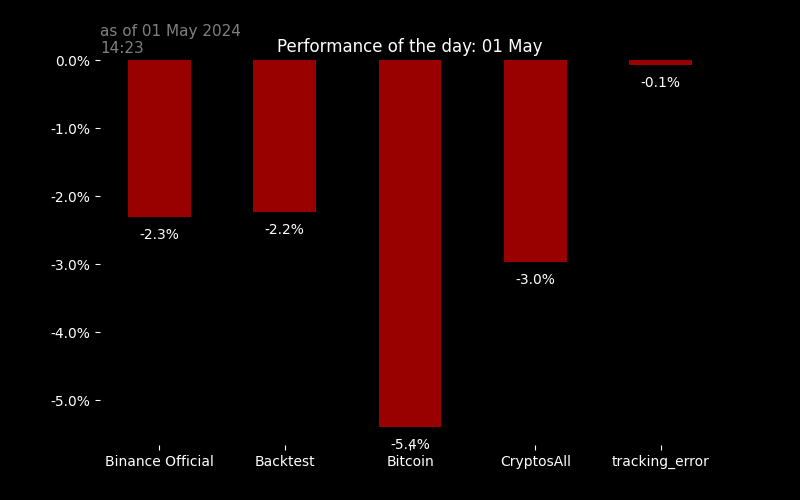 as of 01 May 2024
14:23
Performance of the day: 01 May
0.0%
-1.0%
-2.0%
-3.0%
-4.0%
-5.0%
-2.3%
-2.2%
-5.4%
-3.0%
-0.1%
Binance Official
Backtest
Bitcoin
CryptosAll
tracking_error